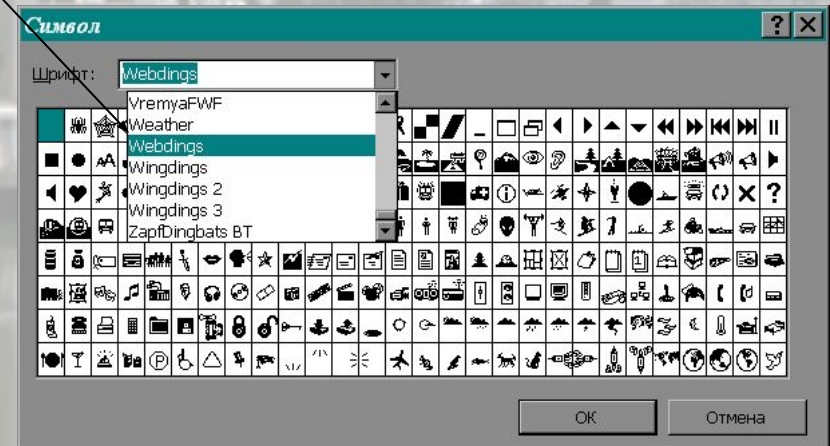 Символ
Шрифт: Webdings
VremyaFWF
Weather
Webdings
Wingdings
Wingdings 2
Wingdings 3
ZapfDingbats BT
ОК
Отмена